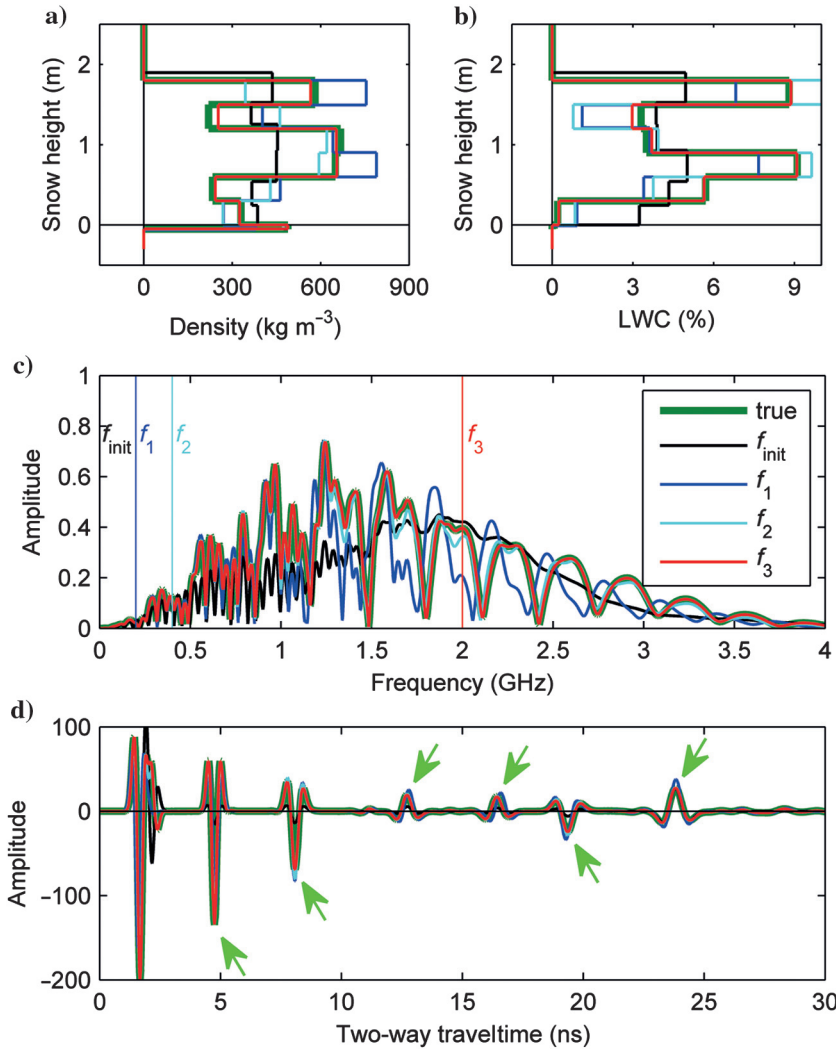 a)
b)
2
1
0
Snow height (m)
0 300 600 900
Density (kg m⁻³)
2
1
0
Snow height (m)
0 3 6 9
LWC (%)
c)
1
0.8
0.6
0.4
0.2
0
Amplitude
f_init f_1 f_2 f_3
true
f_init
f_1
f_2
f_3
0 0.5 1 1.5 2 2.5 3 3.5 4
Frequency (GHz)
d)
100
0
−100
−200
Amplitude
0 5 10 15 20 25 30
Two-way traveltime (ns)